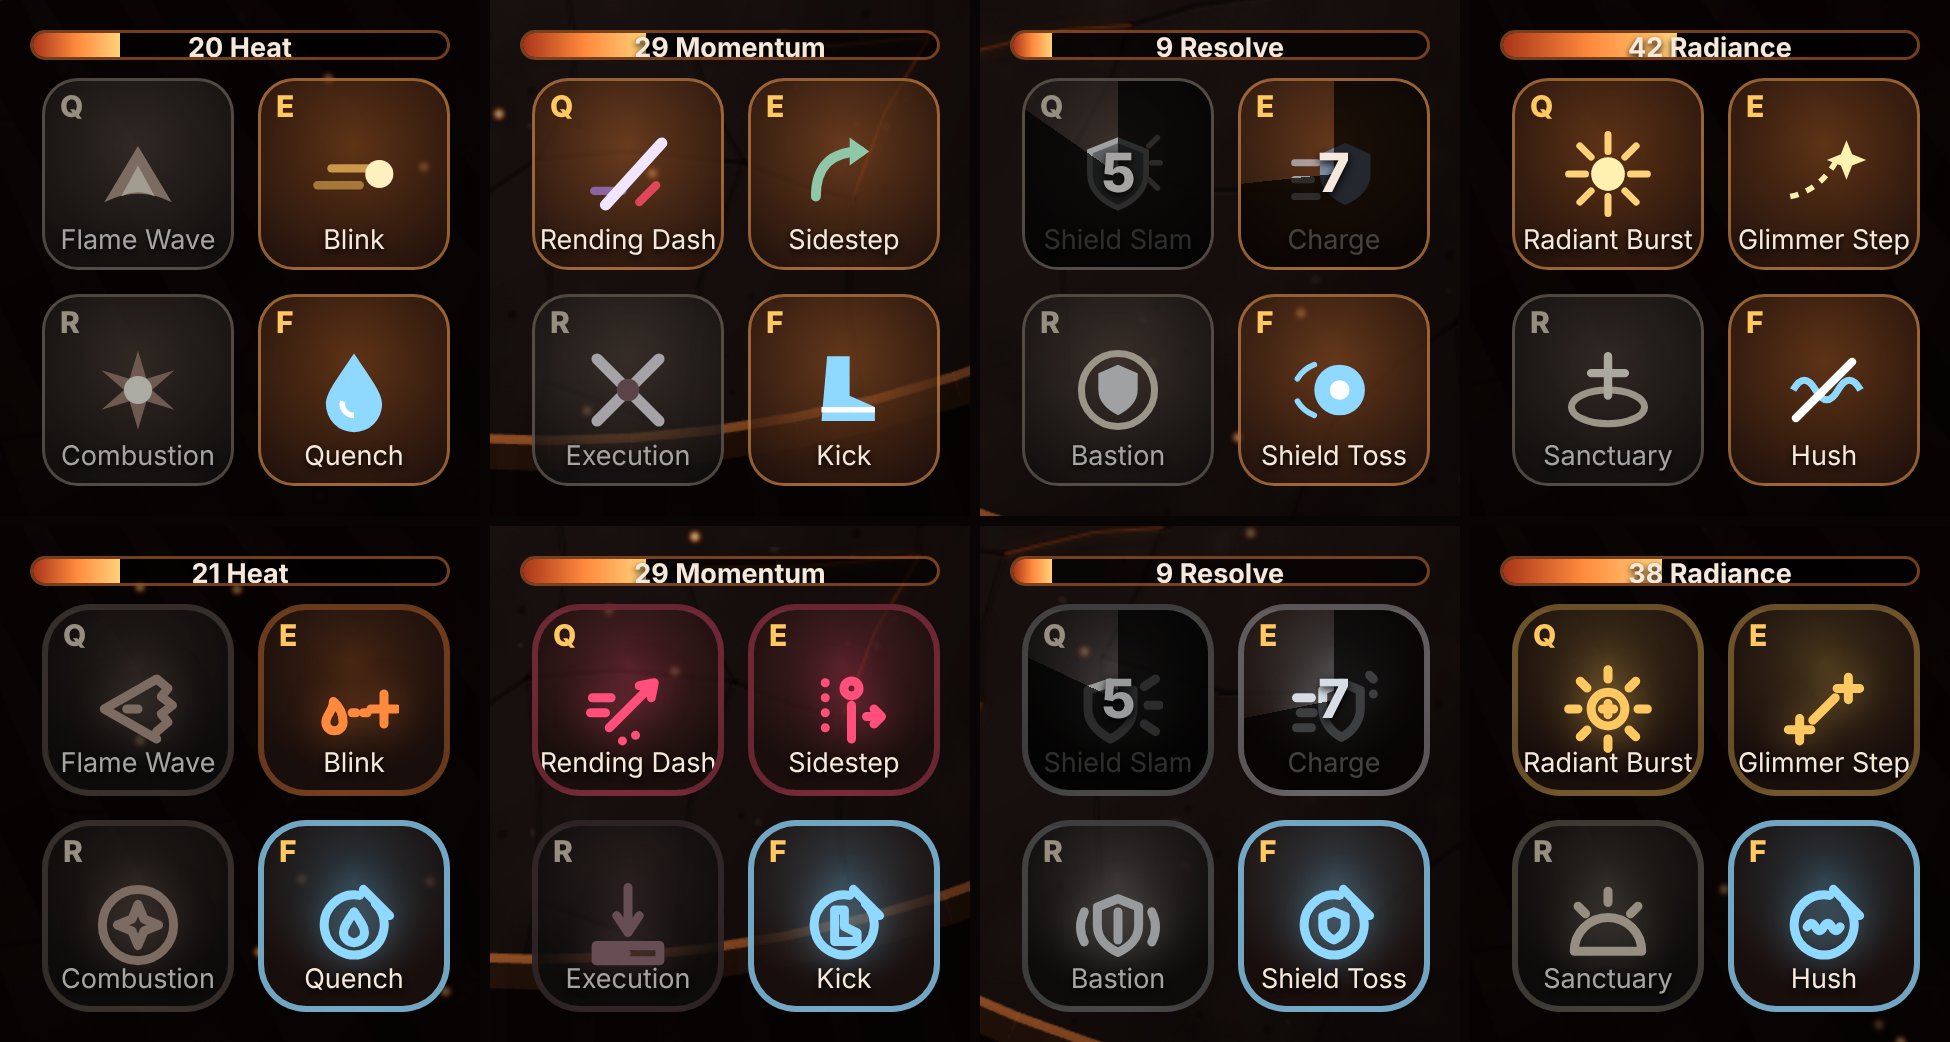 20 Heat
Q
Flame Wave
E
Blink
R
Combustion
F
Quench
29 Momentum
Q
Rending Dash
E
Sidestep
R
Execution
F
Kick
9 Resolve
Q
5
Shield Slam
E
7
Charge
R
Bastion
F
Shield Toss
42 Radiance
Q
Radiant Burst
E
Glimmer Step
R
Sanctuary
F
Hush
21 Heat
Q
Flame Wave
E
Blink
R
Combustion
F
Quench
29 Momentum
Q
Rending Dash
E
Sidestep
R
Execution
F
Kick
9 Resolve
Q
5
Shield Slam
E
7
Charge
R
Bastion
F
Shield Toss
38 Radiance
Q
Radiant Burst
E
Glimmer Step
R
Sanctuary
F
Hush